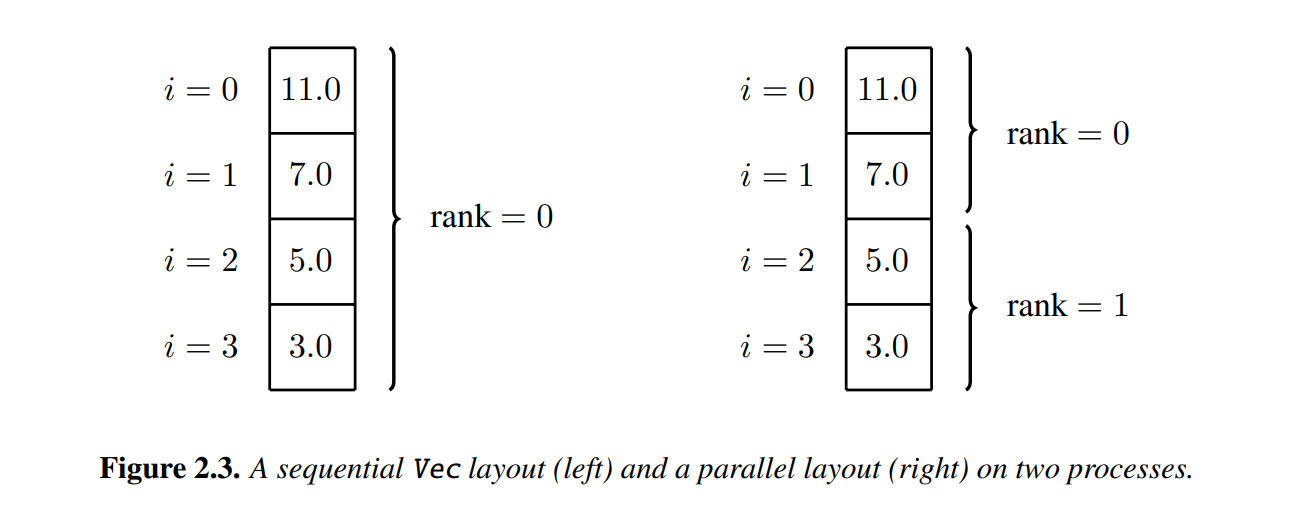 i = 0 11.0
i = 1 7.0
i = 2 5.0
i = 3 3.0
rank = 0
i = 0 11.0
i = 1 7.0
i = 2 5.0
i = 3 3.0
rank = 0
rank = 1
Figure 2.3. A sequential Vec layout (left) and a parallel layout (right) on two processes.